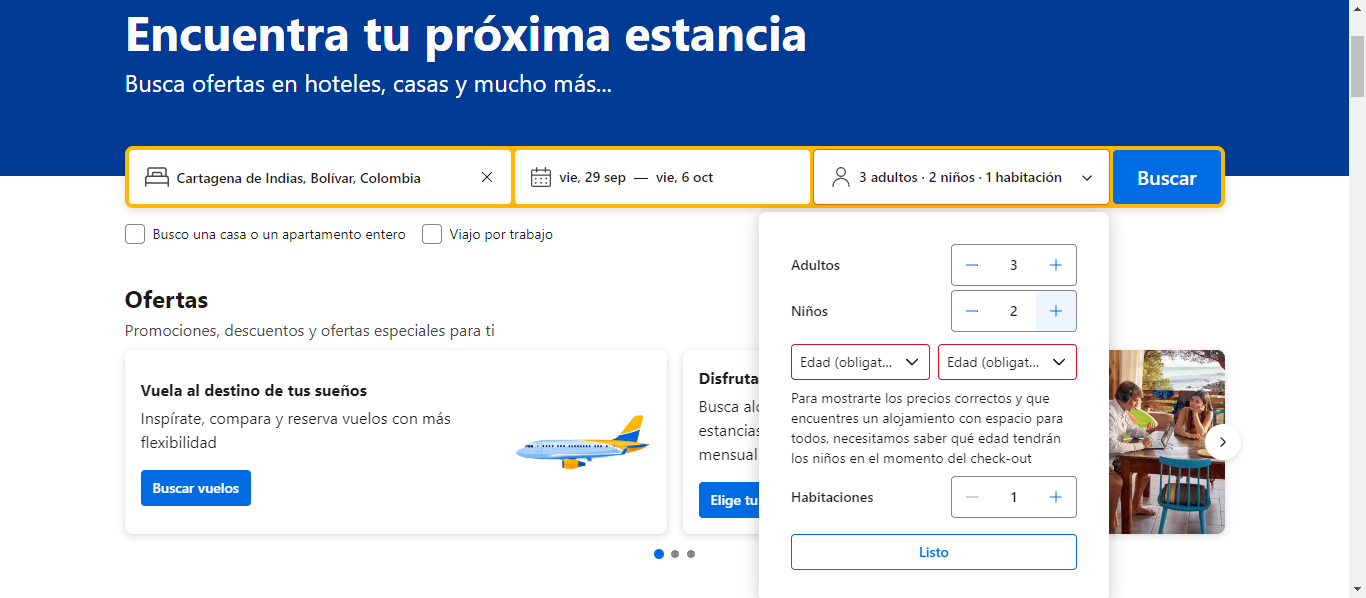 Encuentra tu próxima estancia
Busca ofertas en hoteles, casas y mucho más...
Cartagena de Indias, Bolívar, Colombia
vie, 29 sep — vie, 6 oct
3 adultos · 2 niños · 1 habitación
Buscar
Busco una casa o un apartamento entero
Viajo por trabajo
Adultos
3
Niños
2
Edad (obligat...
Edad (obligat...
Para mostrarte los precios correctos y que
encuentres un alojamiento con espacio para
todos, necesitamos saber qué edad tendrán
los niños en el momento del check-out
Habitaciones
1
Listo
Ofertas
Promociones, descuentos y ofertas especiales para ti
Vuela al destino de tus sueños
Inspírate, compara y reserva vuelos con más
flexibilidad
Buscar vuelos
Disfruta
Busca
estancias
mensual
Elige tu